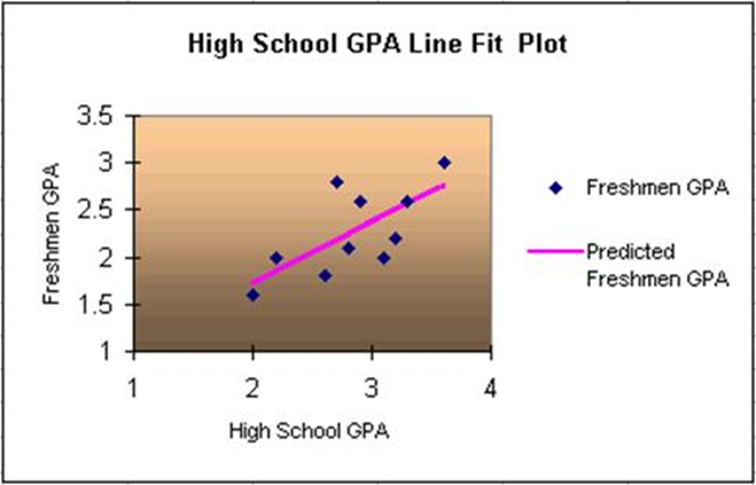 High School GPA Line Fit Plot
3.5
3
2.5
2
1.5
1
Freshmen GPA
1 2 3 4
High School GPA
Freshmen GPA
Predicted
Freshmen GPA